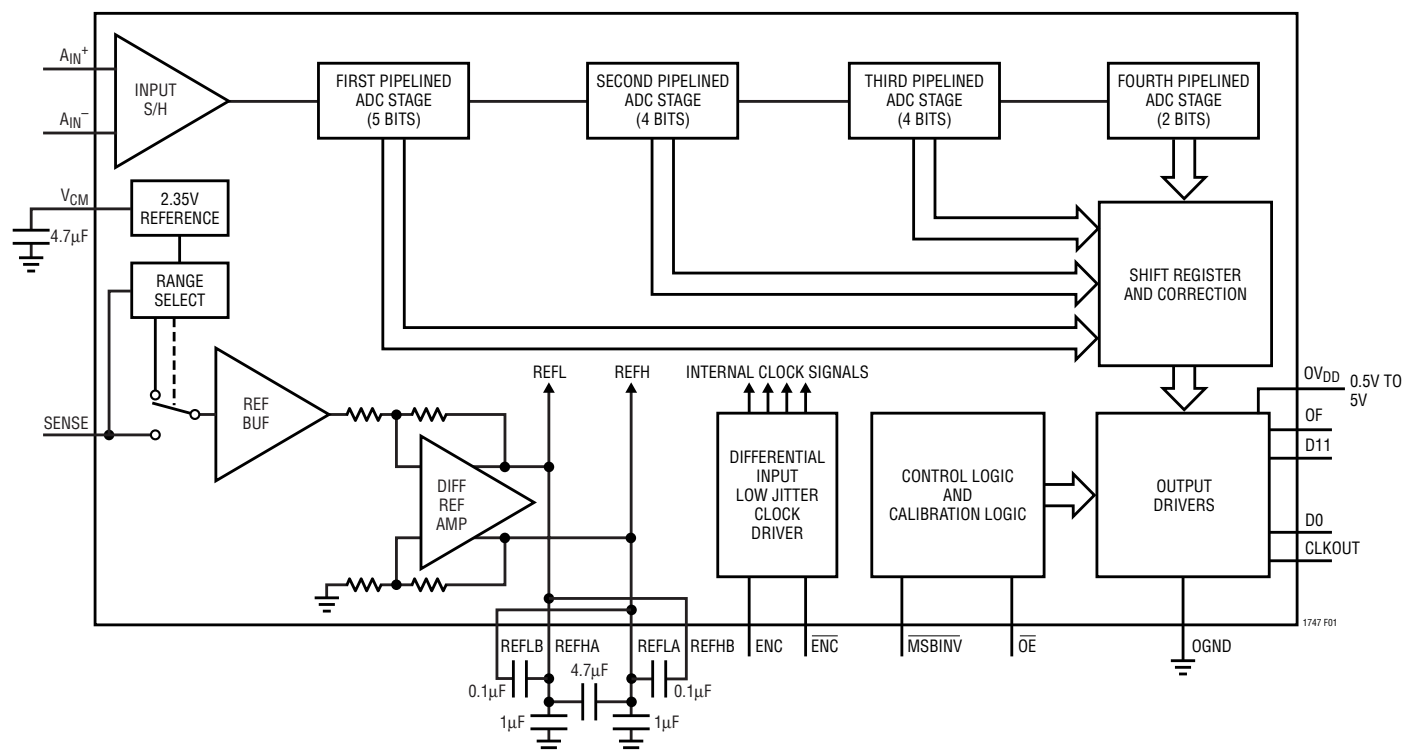 AIN+
AIN–
INPUT
S/H
FIRST PIPELINED
ADC STAGE
(5 BITS)
SECOND PIPELINED
ADC STAGE
(4 BITS)
THIRD PIPELINED
ADC STAGE
(4 BITS)
FOURTH PIPELINED
ADC STAGE
(2 BITS)
VCM
4.7µF
2.35V
REFERENCE
RANGE
SELECT
SHIFT REGISTER
AND CORRECTION
REFL
REFH
INTERNAL CLOCK SIGNALS
SENSE
REF
BUF
DIFF
REF
AMP
DIFFERENTIAL
INPUT
LOW JITTER
CLOCK
DRIVER
CONTROL LOGIC
AND
CALIBRATION LOGIC
OUTPUT
DRIVERS
OVDD
0.5V TO
5V
OF
D11
D0
CLKOUT
1747 F01
REFLB
REFHA
REFLA
REFHB
ENC
E̅N̅C̅
M̅S̅B̅I̅N̅V̅
O̅E̅
OGND
4.7µF
0.1µF
0.1µF
1µF
1µF